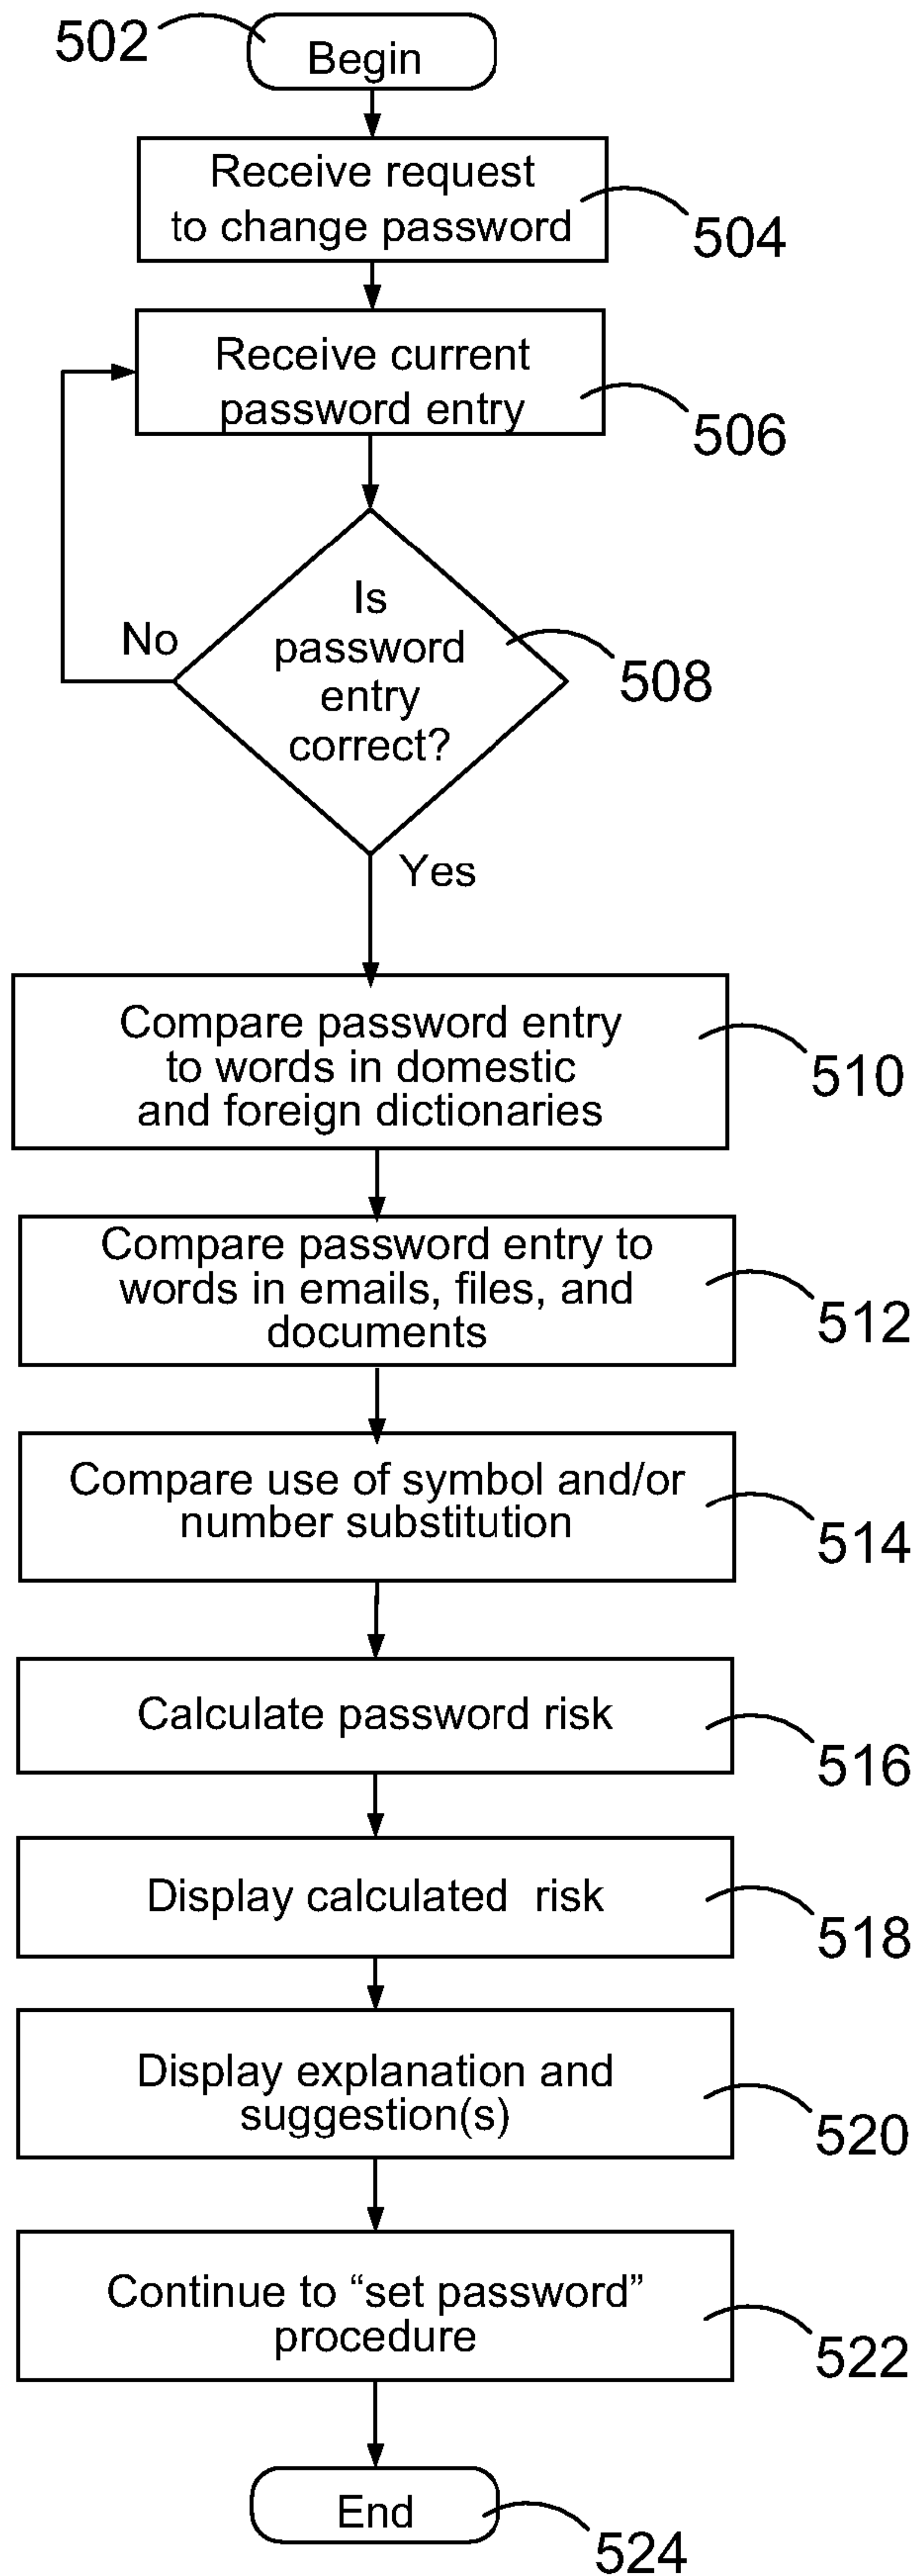 502
Begin
Receive request
to change password
504
Receive current
password entry
506
Is
password
entry
correct?
508
No
Yes
Compare password entry
to words in domestic
and foreign dictionaries
510
Compare password entry to
words in emails, files, and
documents
512
Compare use of symbol and/or
number substitution
514
Calculate password risk
516
Display calculated risk
518
Display explanation and
suggestion(s)
520
Continue to “set password”
procedure
522
End
524